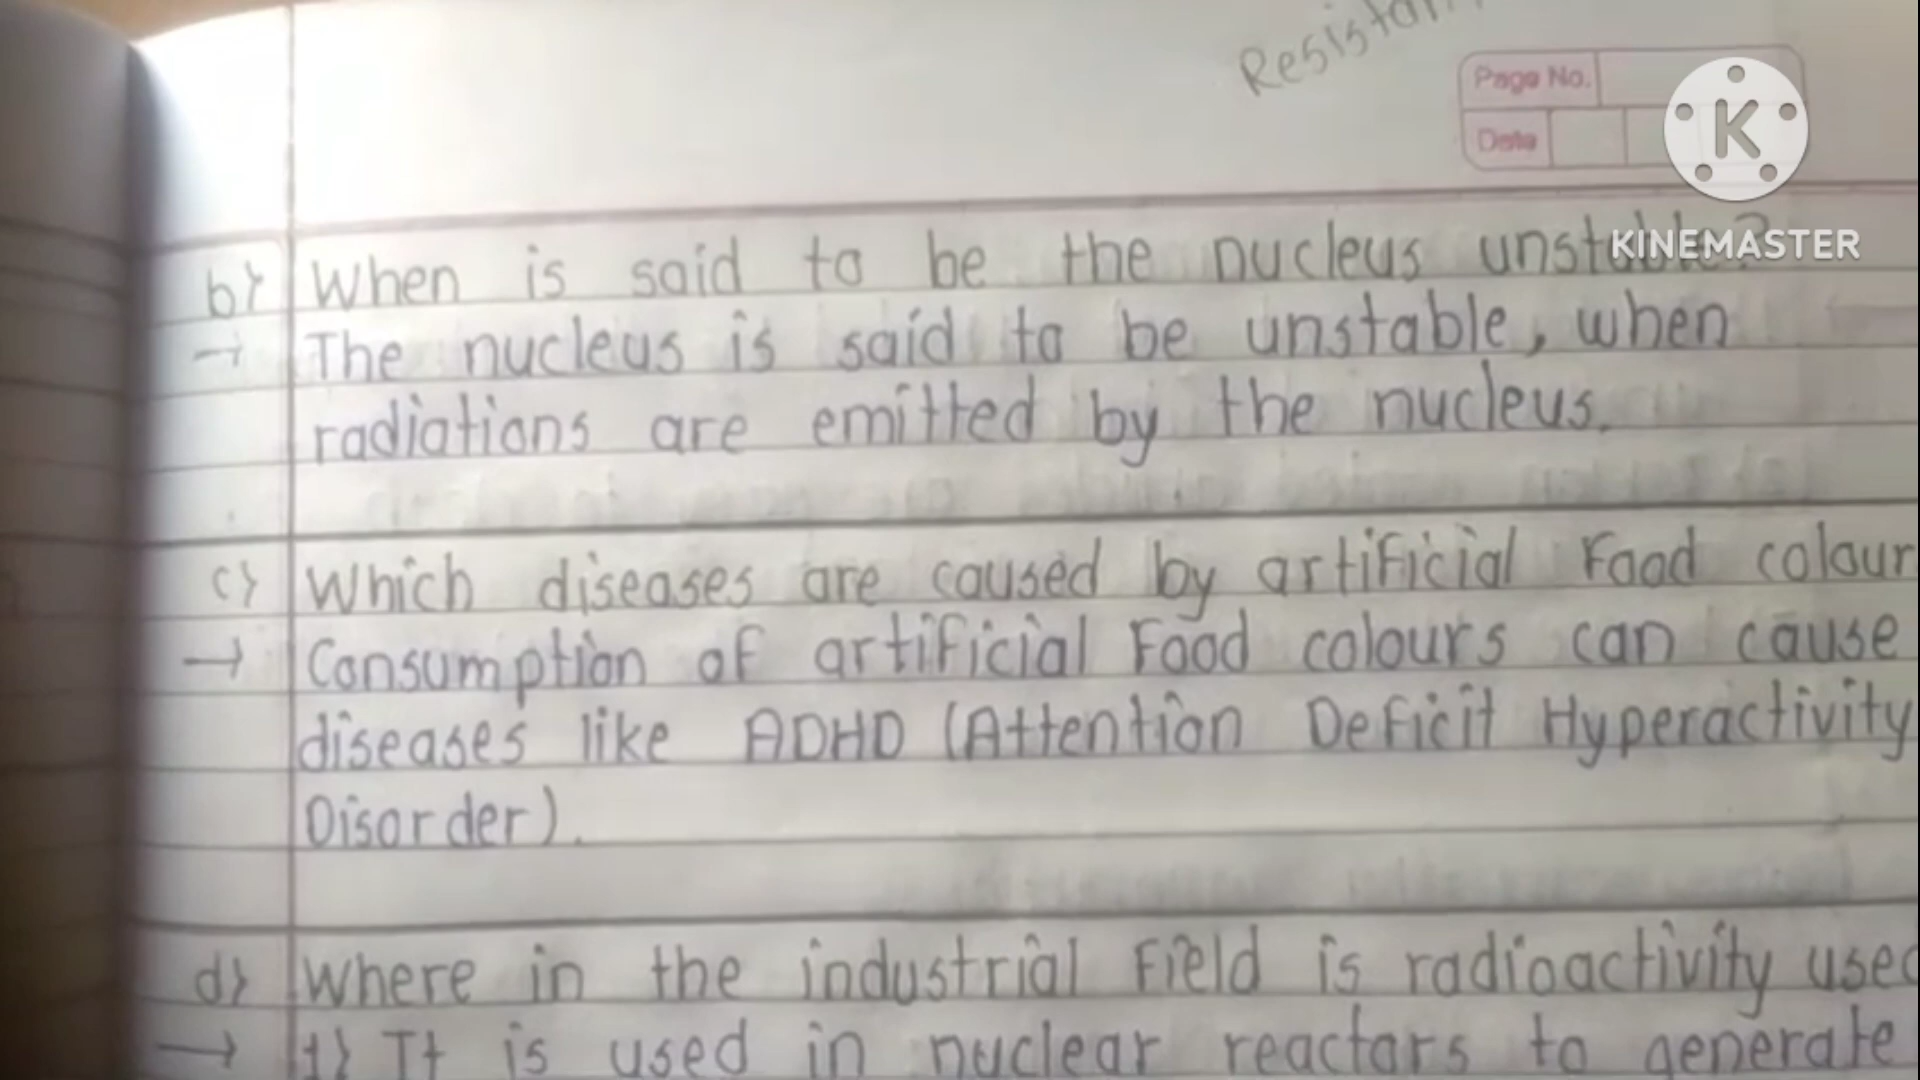 Resistan
Page No.
Date
K
KINEMASTER
b} When is said to be the nucleus unstable?
→ The nucleus is said to be unstable, when
radiations are emitted by the nucleus.
c} Which diseases are caused by artificial Food colour
→ Consumption of artificial Food colours can cause
diseases like ADHD (Attention Deficit Hyperactivity
Disorder).
d} Where in the industrial Field is radioactivity used
→ 1} It is used in nuclear reactors to generate